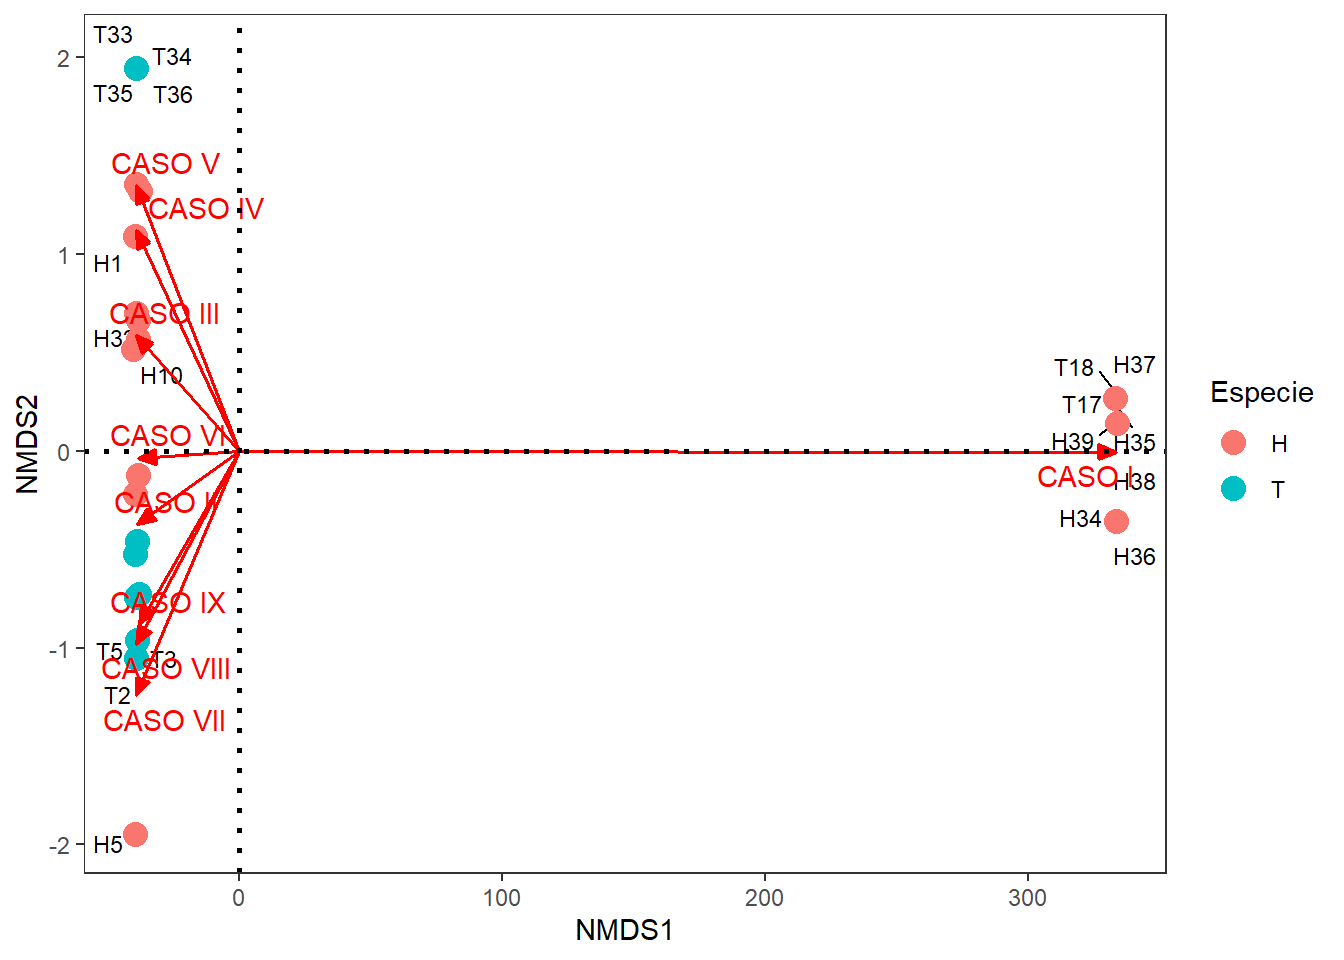 T33
T34
2
T35
T36
CASO V
CASO IV
1
H1
CASO III
H10
T18
H37
T17
H39
H35
CASO VI
0
CASO I
H38
H34
H36
CASO IX
-1
T5
T3
CASO VIII
T2
CASO VII
-2
H5
NMDS2
0
100
200
300
NMDS1
Especie
H
T